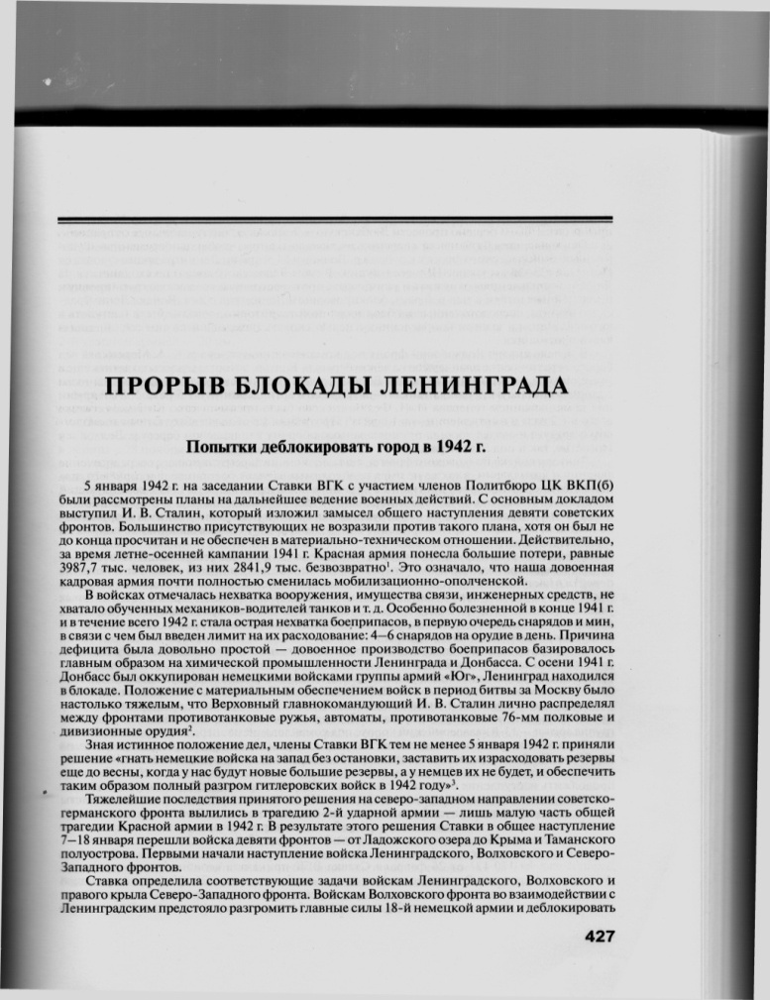 ПРОРЫВ БЛОКАДЫ ЛЕНИНГРАДА
Попытки деблокировать город в 1942 г.
5 января 1942 г. на заседании Ставки ВГК с участием членов Политбюро ЦК ВКП(б)
были рассмотрены планы на дальнейшее ведение военных действий. С основным докладом
выступил И. В. Сталин, который изложил замысел общего наступления девяти советских
фронтов. Большинство присутствующих не возразили против такого плана, хотя он был не
до конца просчитан и не обеспечен в материально-техническом отношении. Действительно,
за время летне-осенней кампании 1941 г. Красная армия понесла большие потери, равные
3987,7 тыс. человек, из них 2841,9 тыс. безвозвратно¹. Это означало, что наша довоенная
кадровая армия почти полностью сменилась мобилизационно-ополченской.
В войсках отмечалась нехватка вооружения, имущества связи, инженерных средств, не
хватало обученных механиков-водителей танков и т. д. Особенно болезненной в конце 1941 г.
и в течение всего 1942 г. стала острая нехватка боеприпасов, в первую очередь снарядов и мин,
в связи с чем был введен лимит на их расходование: 4—6 снарядов на орудие в день. Причина
дефицита была довольно простой — довоенное производство боеприпасов базировалось
главным образом на химической промышленности Ленинграда и Донбасса. С осени 1941 г.
Донбасс был оккупирован немецкими войсками группы армий «Юг», Ленинград находился
в блокаде. Положение с материальным обеспечением войск в период битвы за Москву было
настолько тяжелым, что Верховный главнокомандующий И. В. Сталин лично распределял
между фронтами противотанковые ружья, автоматы, противотанковые 76-мм полковые и
дивизионные орудия².
Зная истинное положение дел, члены Ставки ВГК тем не менее 5 января 1942 г. приняли
решение «гнать немецкие войска на запад без остановки, заставить их израсходовать резервы
еще до весны, когда у нас будут новые большие резервы, а у немцев их не будет, и обеспечить
таким образом полный разгром гитлеровских войск в 1942 году»³.
Тяжелейшие последствия принятого решения на северо-западном направлении советско-
германского фронта вылились в трагедию 2-й ударной армии — лишь малую часть общей
трагедии Красной армии в 1942 г. В результате этого решения Ставки в общее наступление
7—18 января перешли войска девяти фронтов — от Ладожского озера до Крыма и Таманского
полуострова. Первыми начали наступление войска Ленинградского, Волховского и Северо-
Западного фронтов.
Ставка определила соответствующие задачи войскам Ленинградского, Волховского и
правого крыла Северо-Западного фронта. Войскам Волховского фронта во взаимодействии с
Ленинградским предстояло разгромить главные силы 18-й немецкой армии и деблокировать
427